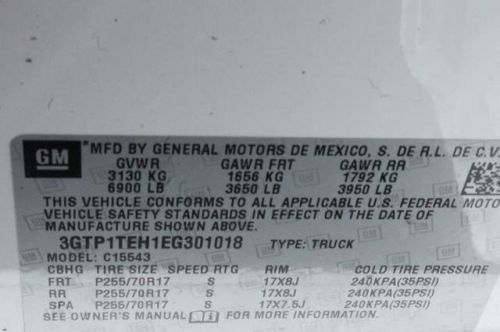 GM
MFD BY GENERAL MOTORS DE MEXICO, S. DE R.L. DE C.V.
GVWR GAWR FRT GAWR RR
3130 KG 1656 KG 1792 KG
6900 LB 3650 LB 3950 LB
THIS VEHICLE CONFORMS TO ALL APPLICABLE U.S. FEDERAL MOTO
VEHICLE SAFETY STANDARDS IN EFFECT ON THE DATE OF
MANUFACTURE SHOWN ABOVE.
3GTP1TEH1EG301018 TYPE: TRUCK
MODEL: C15543
CBHG TIRE SIZE SPEED RTG RIM COLD TIRE PRESSURE
FRT P255/70R17 S 17X8J 240KPA(35PSI)
RR P255/70R17 S 17X8J 240KPA(35PSI)
SPA P255/70R17 S 17X7.5J 240KPA(35PSI)
SEE OWNER'S MANUAL FOR MORE INFORMATION.